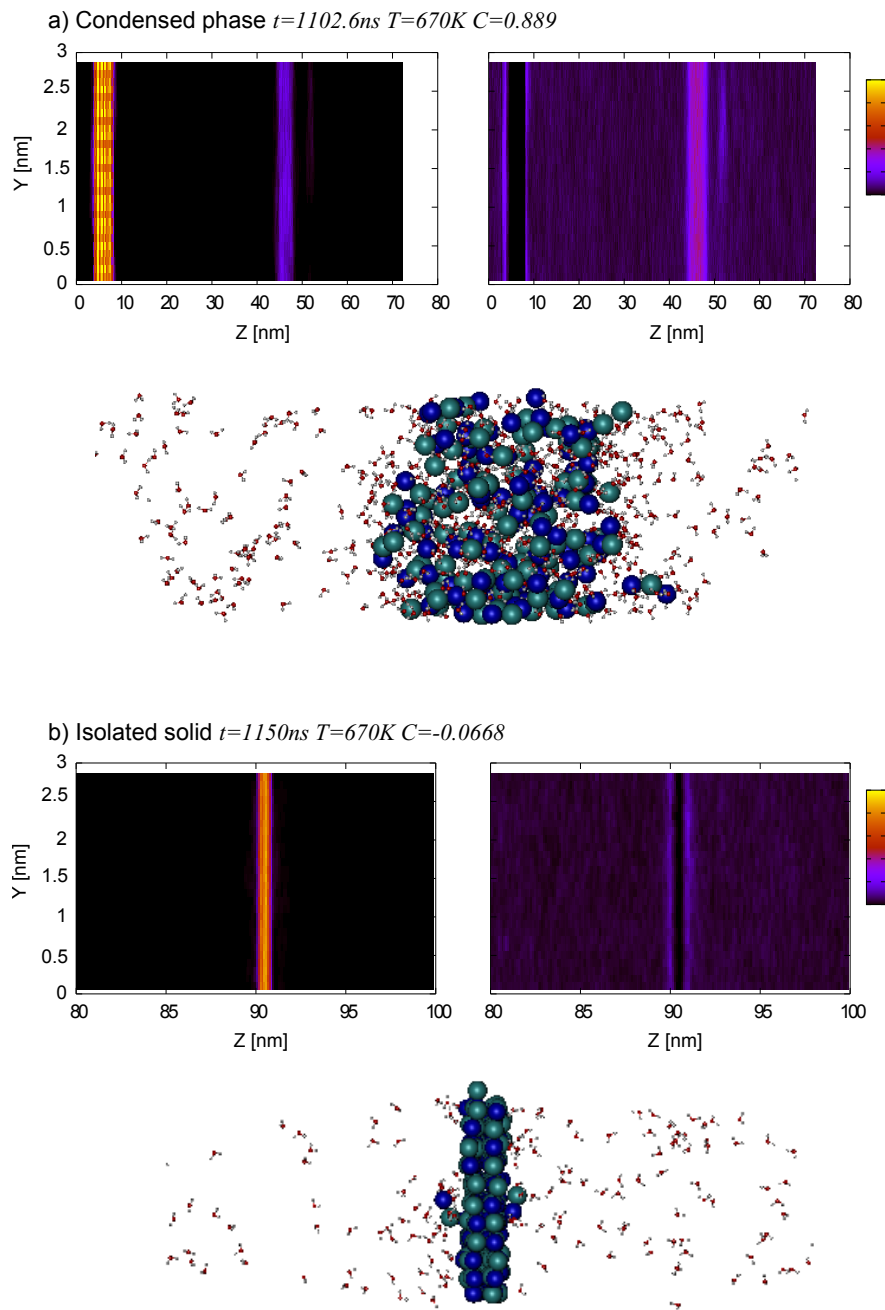 a) Condensed phase t=1102.6ns T=670K C=0.889
3
2.5
2
1.5
1
0.5
0
Y [nm]
0 10 20 30 40 50 60 70 80
0 10 20 30 40 50 60 70 80
Z [nm]
Z [nm]
b) Isolated solid t=1150ns T=670K C=-0.0668
3
2.5
2
1.5
1
0.5
0
Y [nm]
80 85 90 95 100
80 85 90 95 100
Z [nm]
Z [nm]